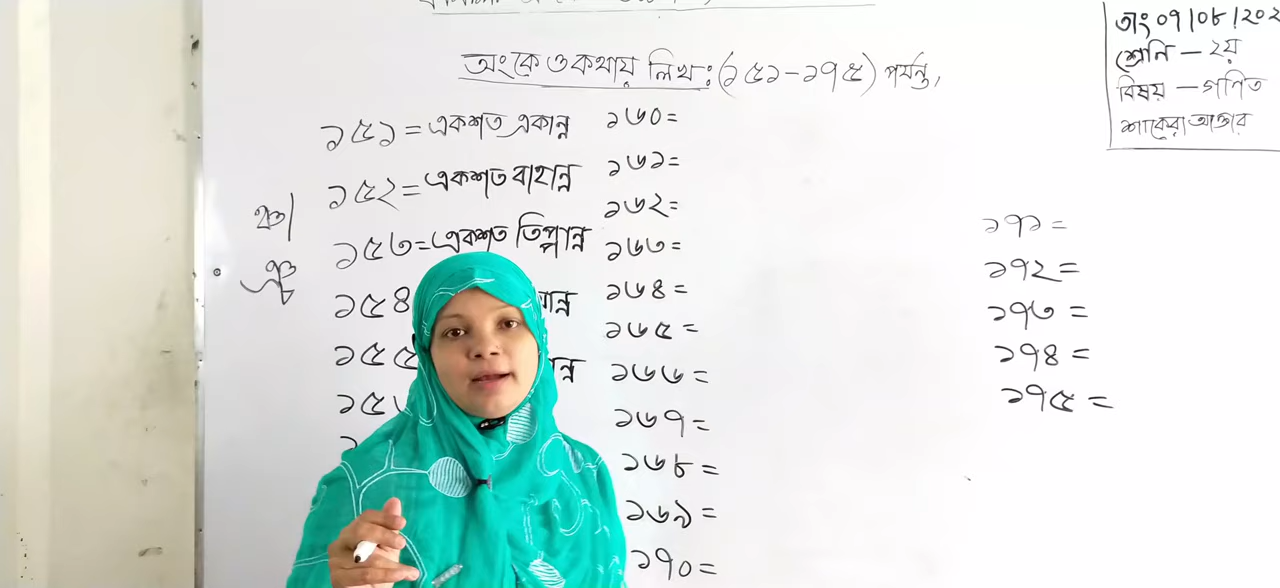 অংকে ও কথায় লিখ: (১৫১-১৭৫) পর্যন্ত,
তাং ০৭/০৮/২০২
শ্রেনি - ২য়
বিষয় - গণিত
শাকেরা আক্তার
১৫১ = একশত একান্ন
১৫২ = একশত বাহান্ন
১৫৩ = একশত তিপ্পান্ন
১৫৪
১৫৫
১৬০ =
১৬১ =
১৬২ =
১৬৩ =
১৬৪ =
১৬৫ =
১৬৬ =
১৬৭ =
১৬৮ =
১৬৯ =
১৭০ =
১৭১ =
১৭২ =
১৭৩ =
১৭৪ =
১৭৫ =